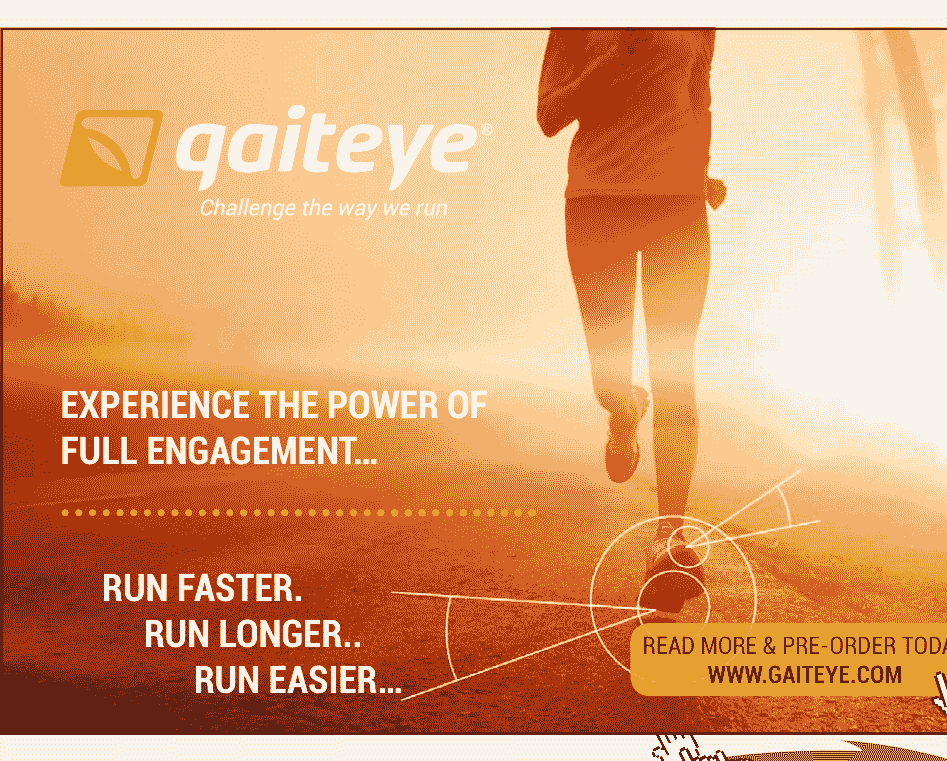 gaiteye®
Challenge the way we run
EXPERIENCE THE POWER OF
FULL ENGAGEMENT...
RUN FASTER.
RUN LONGER..
RUN EASIER...
READ MORE & PRE-ORDER TODA
WWW.GAITEYE.COM